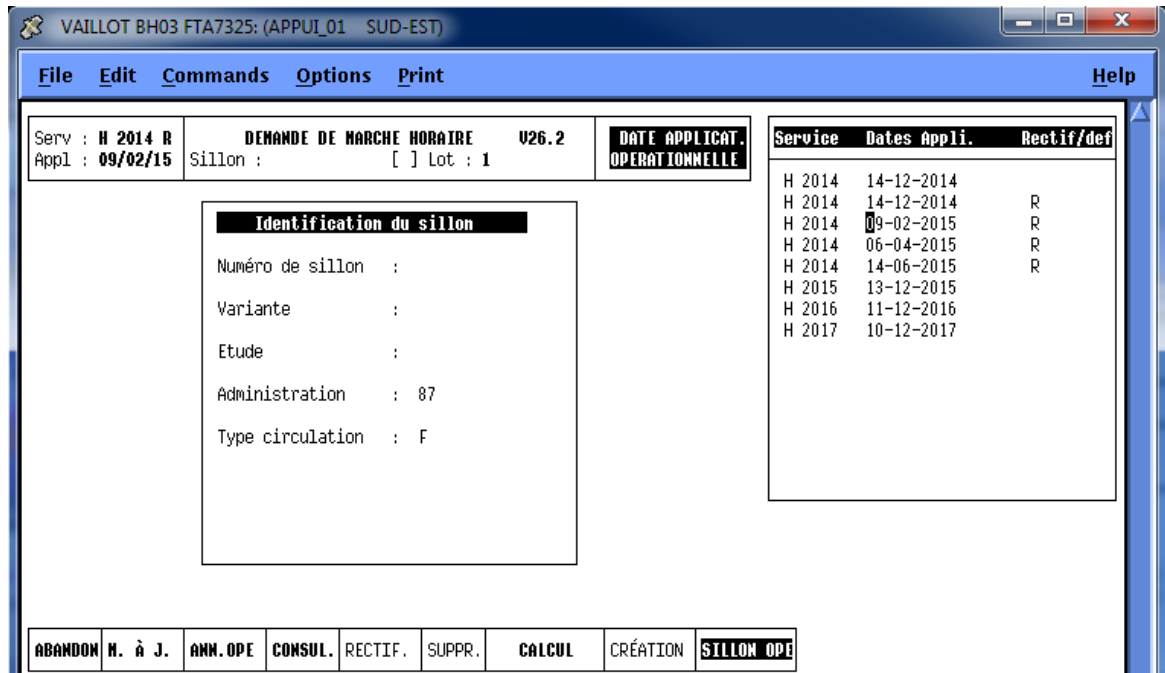 VAILLOT BH03 FTA7325: (APPUI_01 SUD-EST)
File Edit Commands Options Print Help
Serv : H 2014 R
Appl : 09/02/15
DEMANDE DE MARCHE HORAIRE V26.2
Sillon : [ ] Lot : 1
DATE APPLICAT.
OPERATIONNELLE
Identification du sillon
Numéro de sillon :
Variante :
Etude :
Administration : 87
Type circulation : F
Service Dates Appli. Rectif/def
H 2014 14-12-2014
H 2014 14-12-2014 R
H 2014 09-02-2015 R
H 2014 06-04-2015 R
H 2014 14-06-2015 R
H 2015 13-12-2015
H 2016 11-12-2016
H 2017 10-12-2017
ABANDON M. à J. ANN.OPE CONSUL. RECTIF. SUPPR. CALCUL CRÉATION SILLON OPE